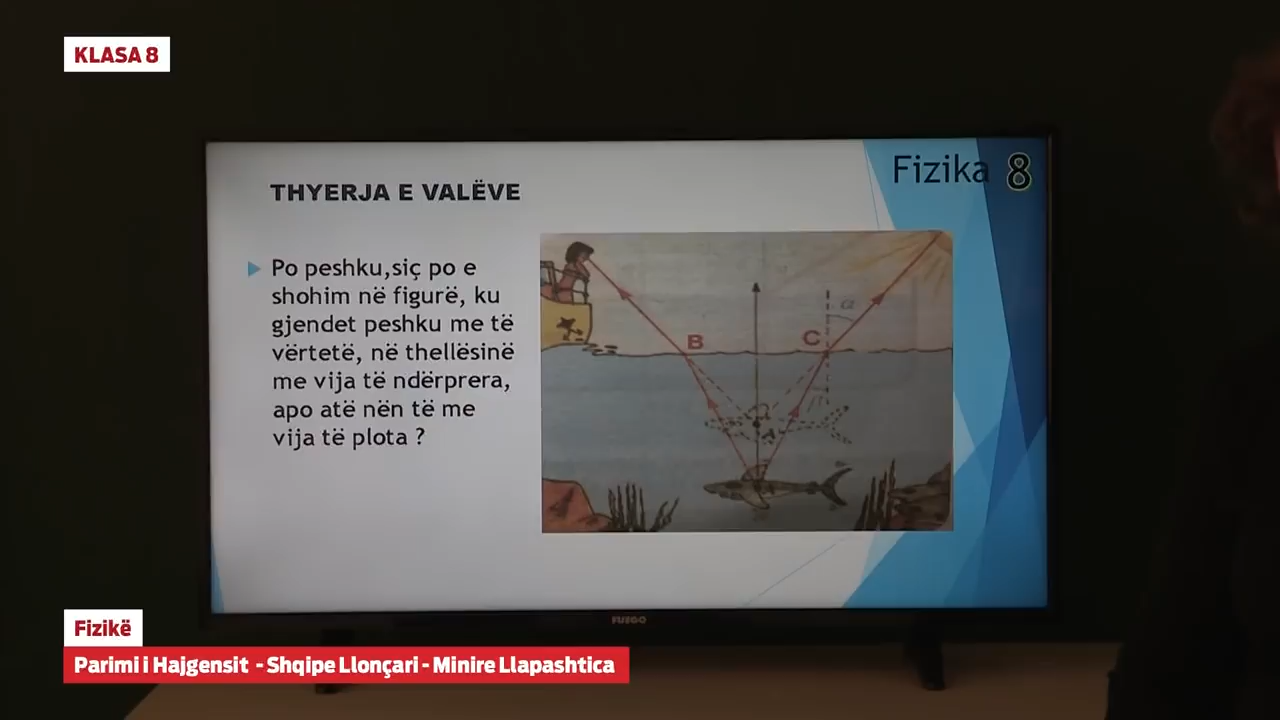 KLASA 8
Fizika 8
THYERJA E VALËVE
Po peshku,siç po e
shohim në figurë, ku
gjendet peshku me të
vërtetë, në thellësinë
me vija të ndërprera,
apo atë nën të me
vija të plota ?
B
C
A
FUEGO
Fizikë
Parimi i Hajgensit - Shqipe Llonçari - Minire Llapashtica